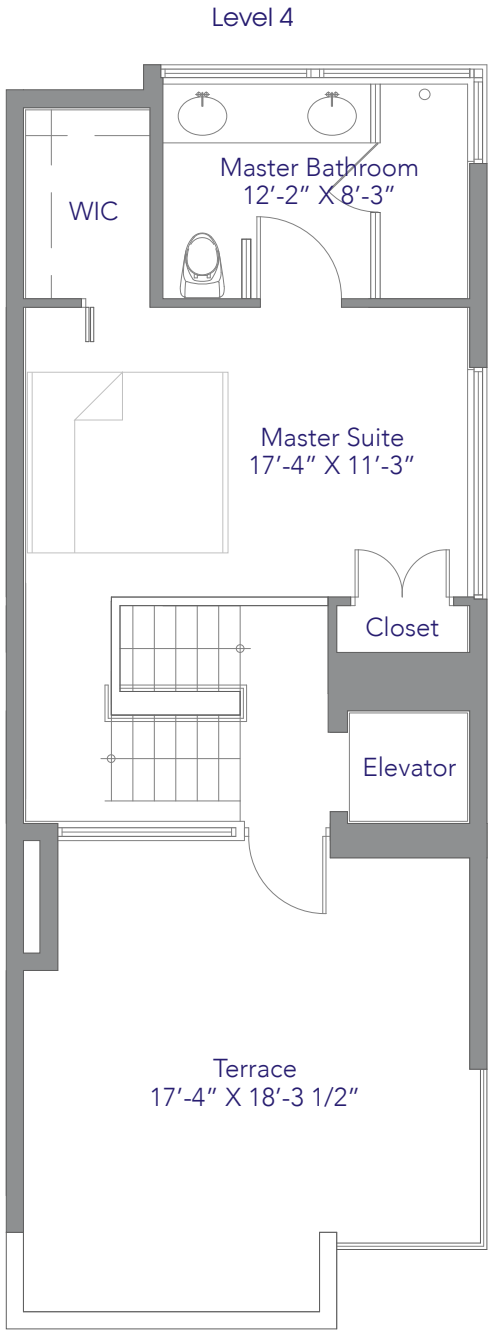 Level 4
Master Bathroom
12’-2” X 8’-3”
WIC
Master Suite
17’-4” X 11’-3”
Closet
Elevator
Terrace
17’-4” X 18’-3 1/2”